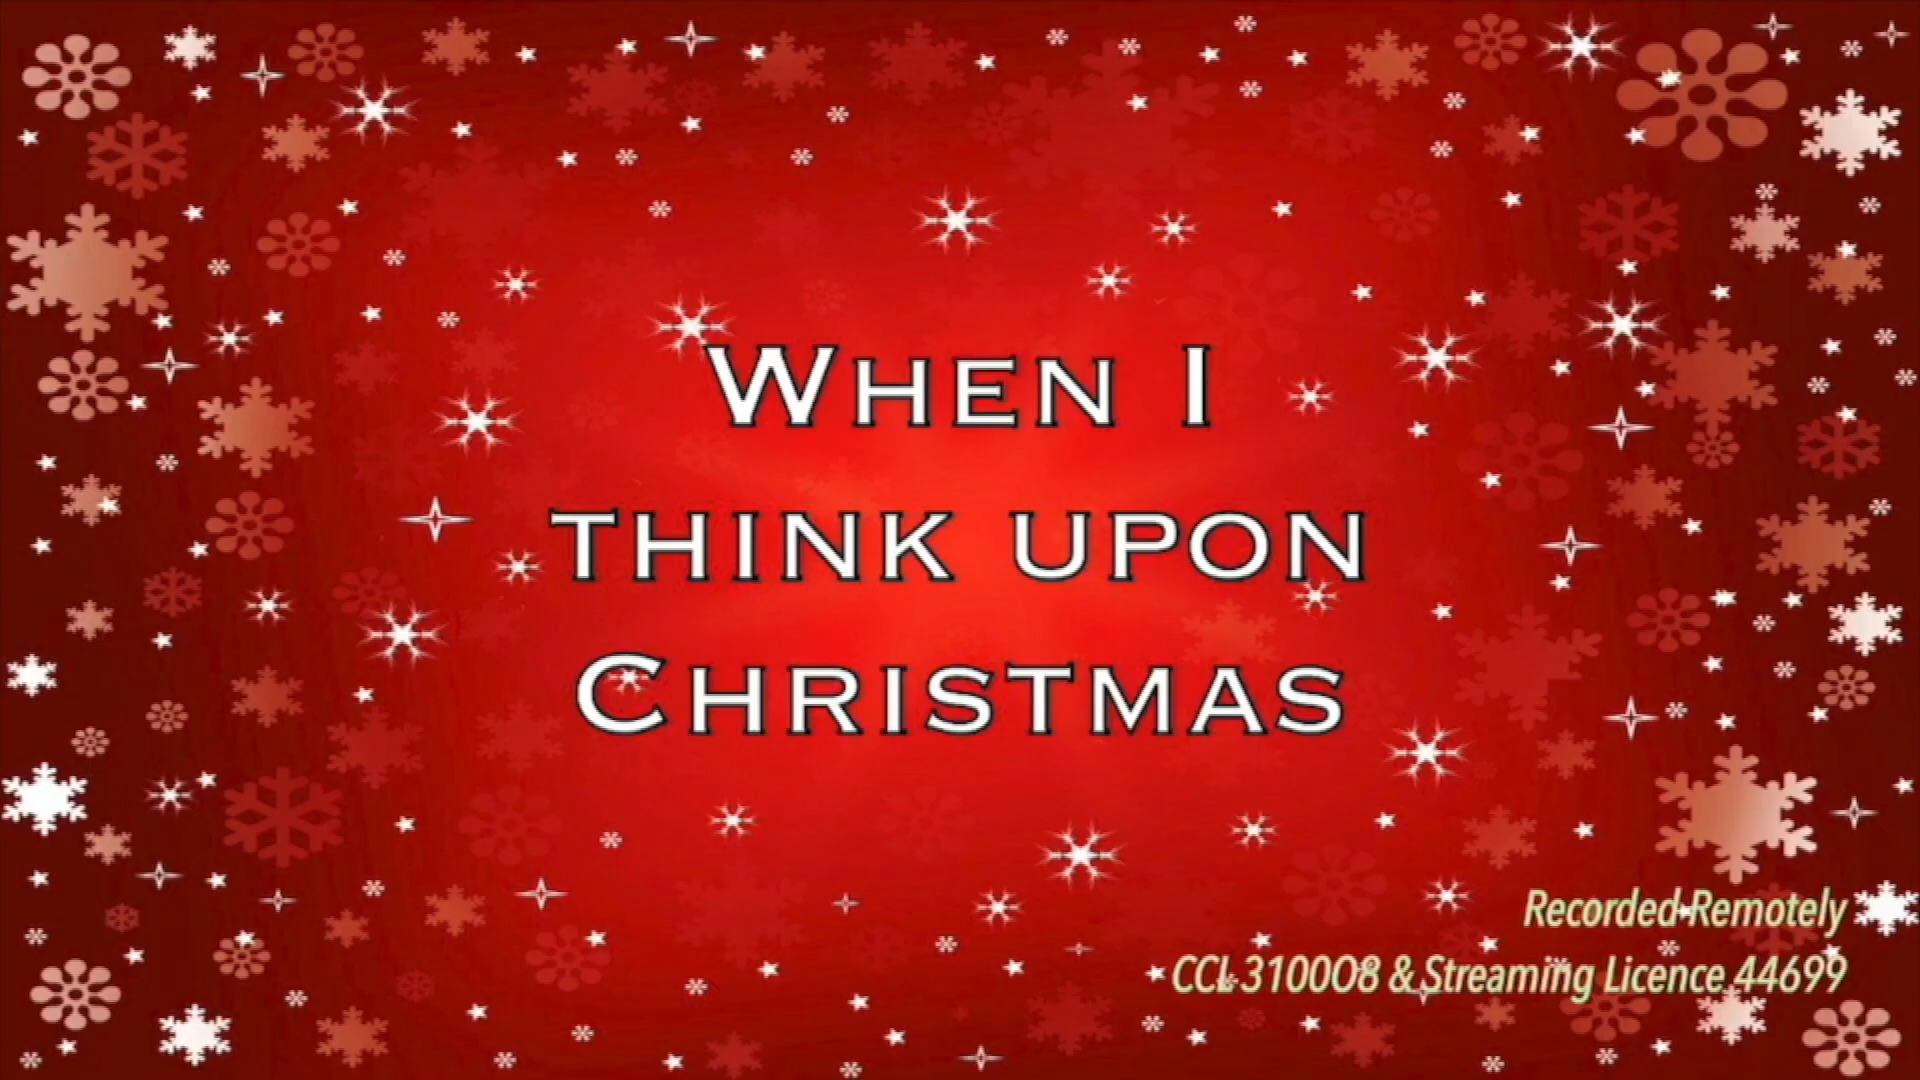 When I
think upon
Christmas
Recorded Remotely
CCL 310008 & Streaming Licence 44699